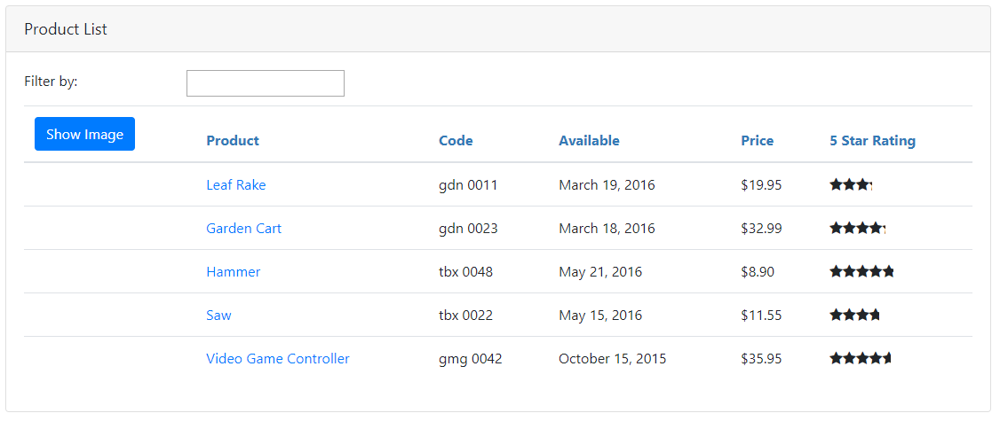 Product List
Filter by:
Show Image Product Code Available Price 5 Star Rating
Leaf Rake gdn 0011 March 19, 2016 $19.95
Garden Cart gdn 0023 March 18, 2016 $32.99
Hammer tbx 0048 May 21, 2016 $8.90
Saw tbx 0022 May 15, 2016 $11.55
Video Game Controller gmg 0042 October 15, 2015 $35.95